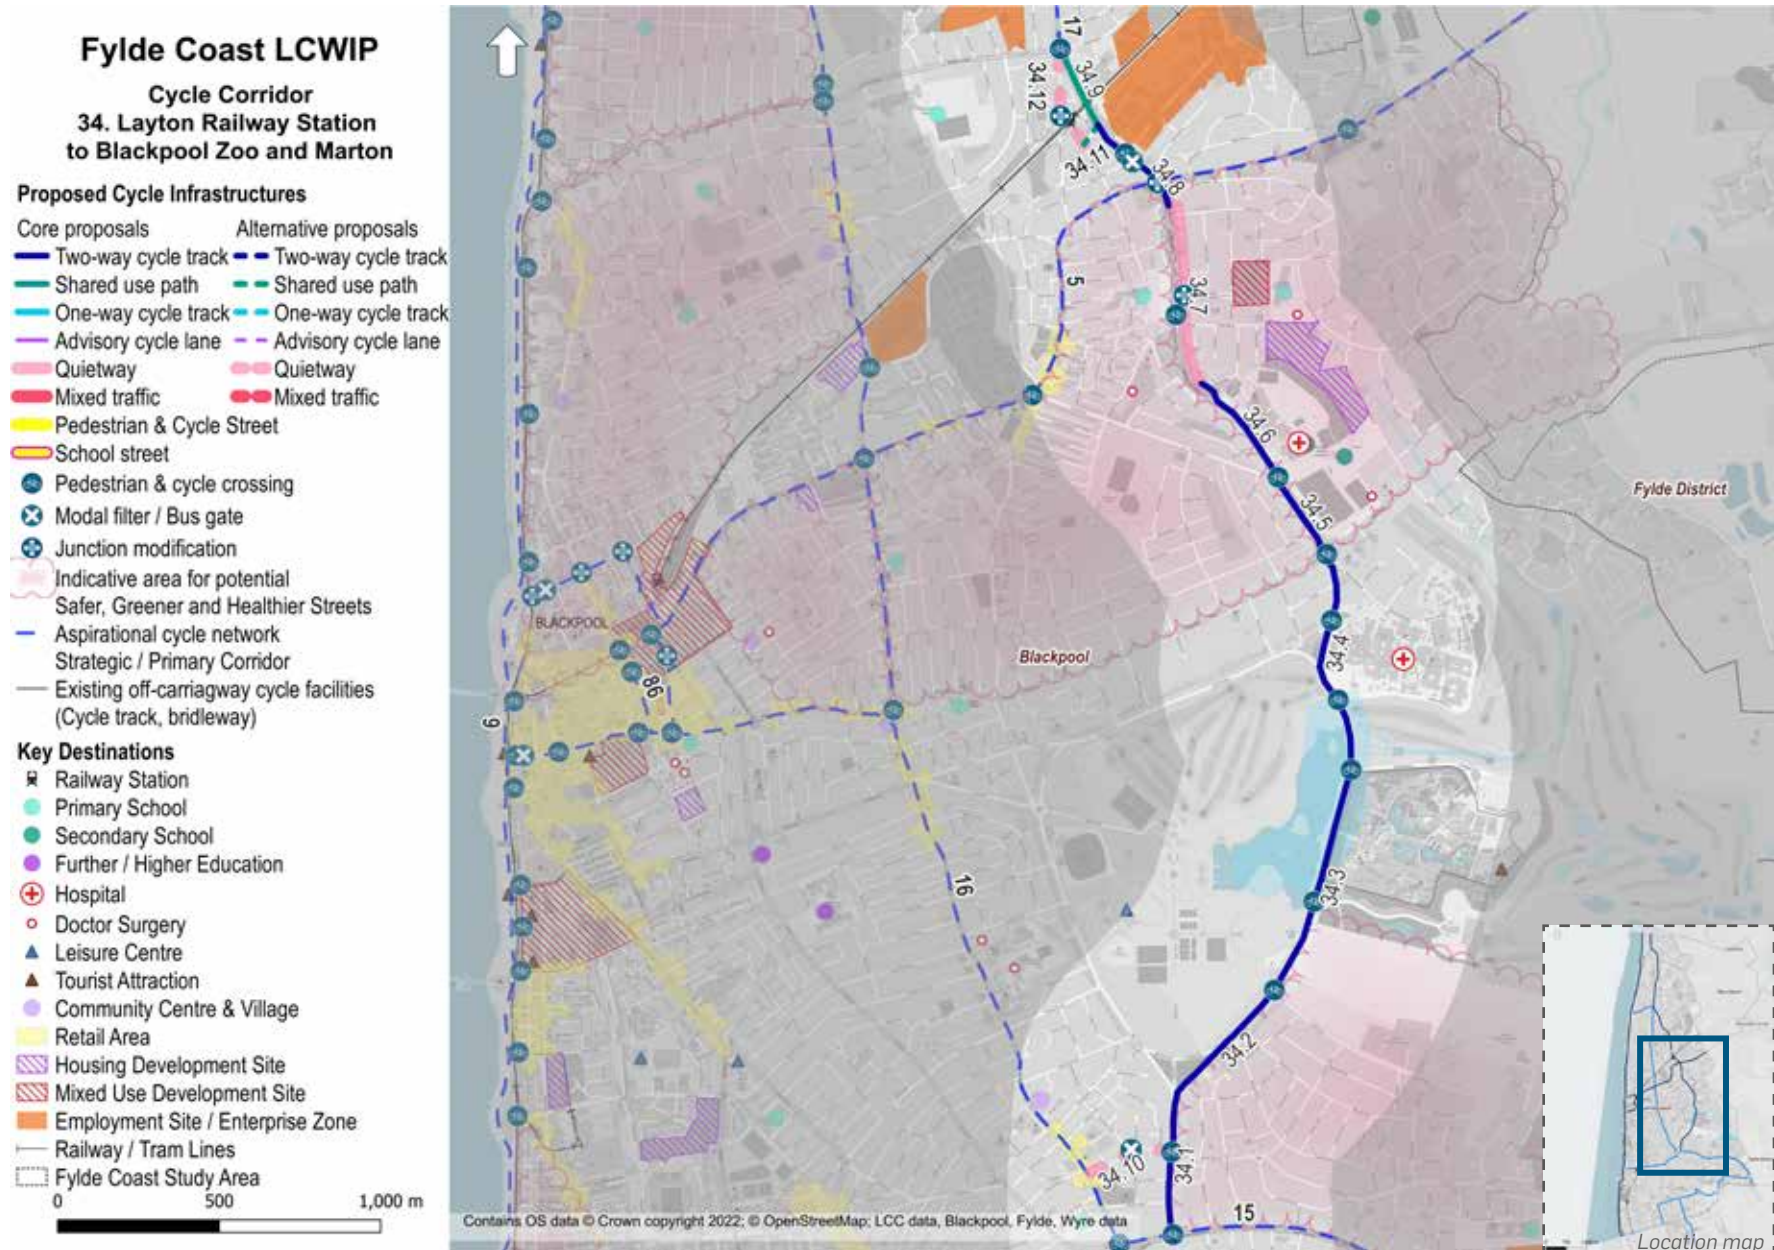 Fylde Coast LCWIP
Cycle Corridor
34. Layton Railway Station
to Blackpool Zoo and Marton
Proposed Cycle Infrastructures
Core proposals Alternative proposals
Two-way cycle track Two-way cycle track
Shared use path Shared use path
One-way cycle track One-way cycle track
Advisory cycle lane Advisory cycle lane
Quietway Quietway
Mixed traffic Mixed traffic
Pedestrian & Cycle Street
School street
Pedestrian & cycle crossing
Modal filter / Bus gate
Junction modification
Indicative area for potential
Safer, Greener and Healthier Streets
Aspirational cycle network
Strategic / Primary Corridor
Existing off-carriagway cycle facilities
(Cycle track, bridleway)
Key Destinations
Railway Station
Primary School
Secondary School
Further / Higher Education
Hospital
Doctor Surgery
Leisure Centre
Tourist Attraction
Community Centre & Village
Retail Area
Housing Development Site
Mixed Use Development Site
Employment Site / Enterprise Zone
Railway / Tram Lines
Fylde Coast Study Area
0 500 1,000 m
17
34.9
34.12
34.11
34.8
5
34.7
34.6
34.5
Fylde District
BLACKPOOL
Blackpool
34.4
86
9
34.3
16
34.2
34.10
34.1
15
Contains OS data © Crown copyright 2022; © OpenStreetMap; LCC data, Blackpool, Fylde, Wyre data
Location map